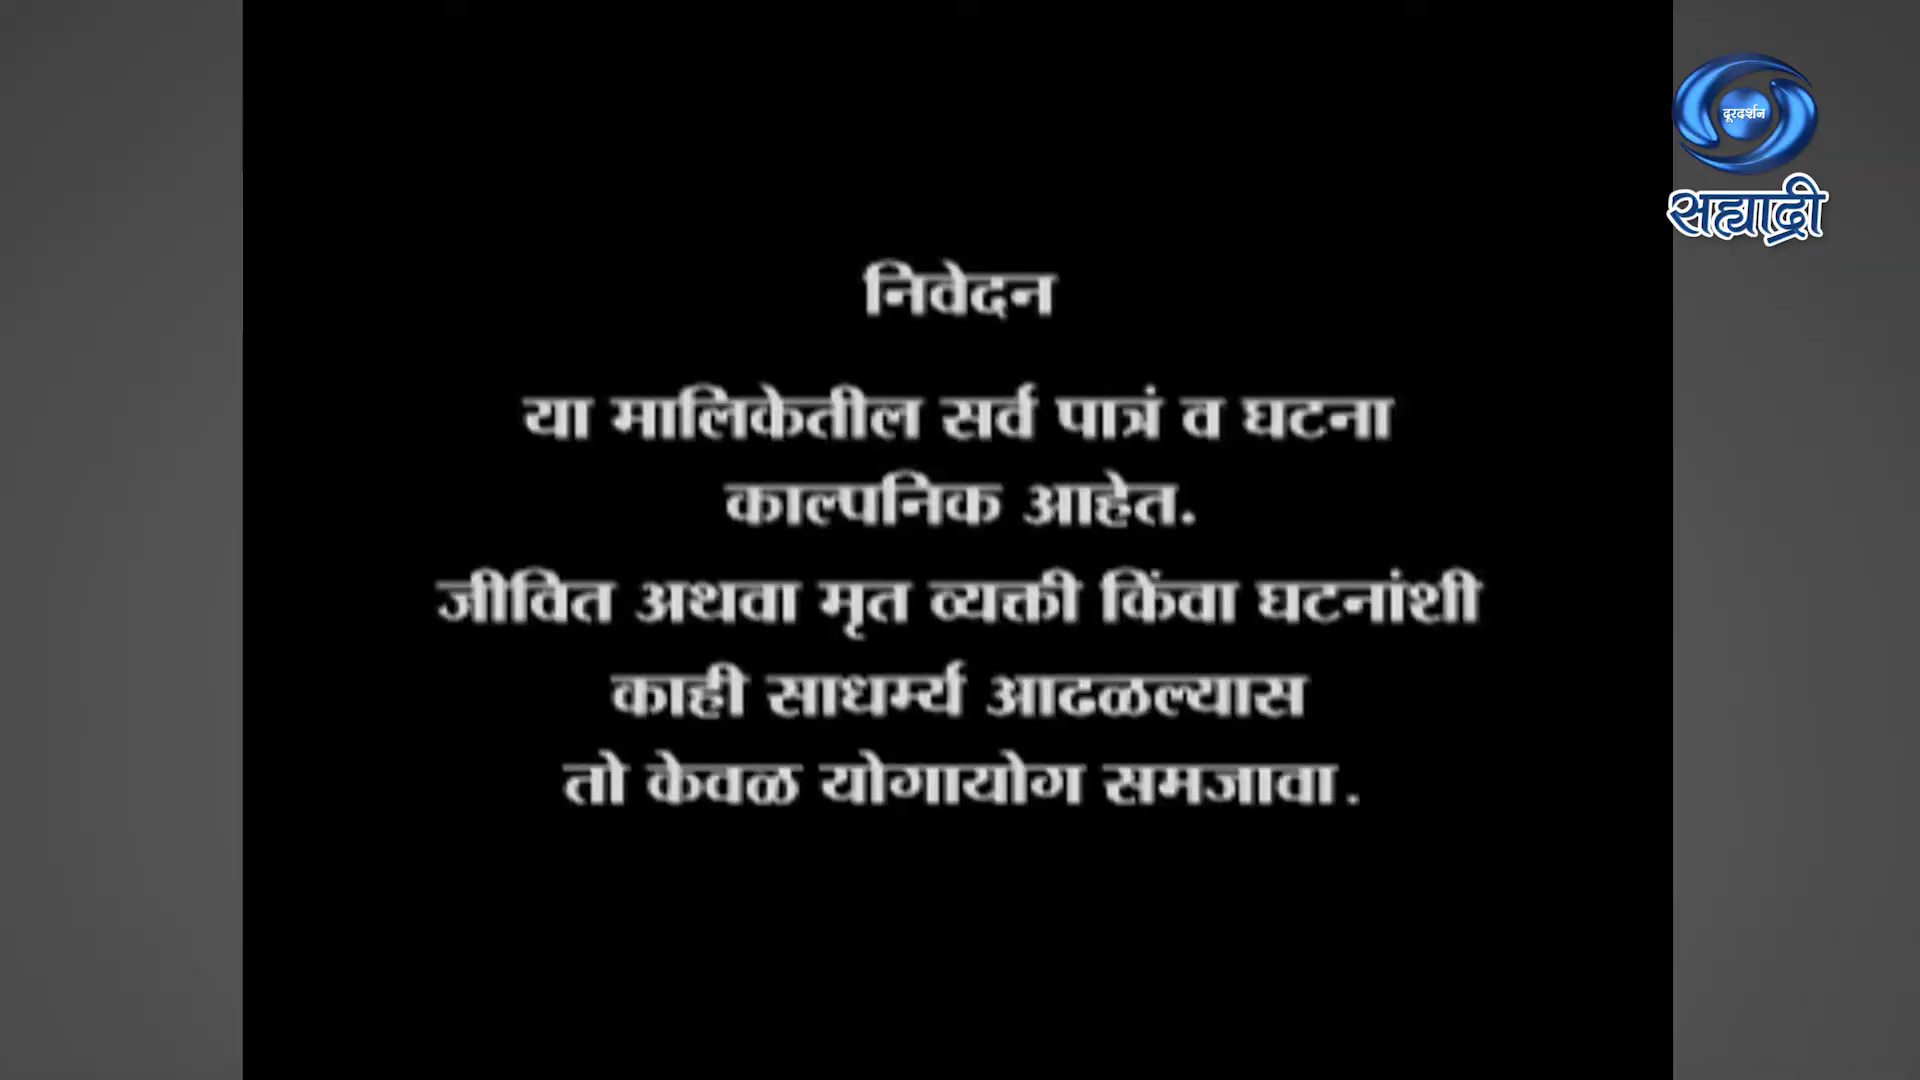 दूरदर्शन
सह्याद्री
निवेदन
या मालिकेतील सर्व पात्रं व घटना
काल्पनिक आहेत.
जीवित अथवा मृत व्यक्ती किंवा घटनांशी
काही साधर्म्य आढळल्यास
तो केवळ योगायोग समजावा.